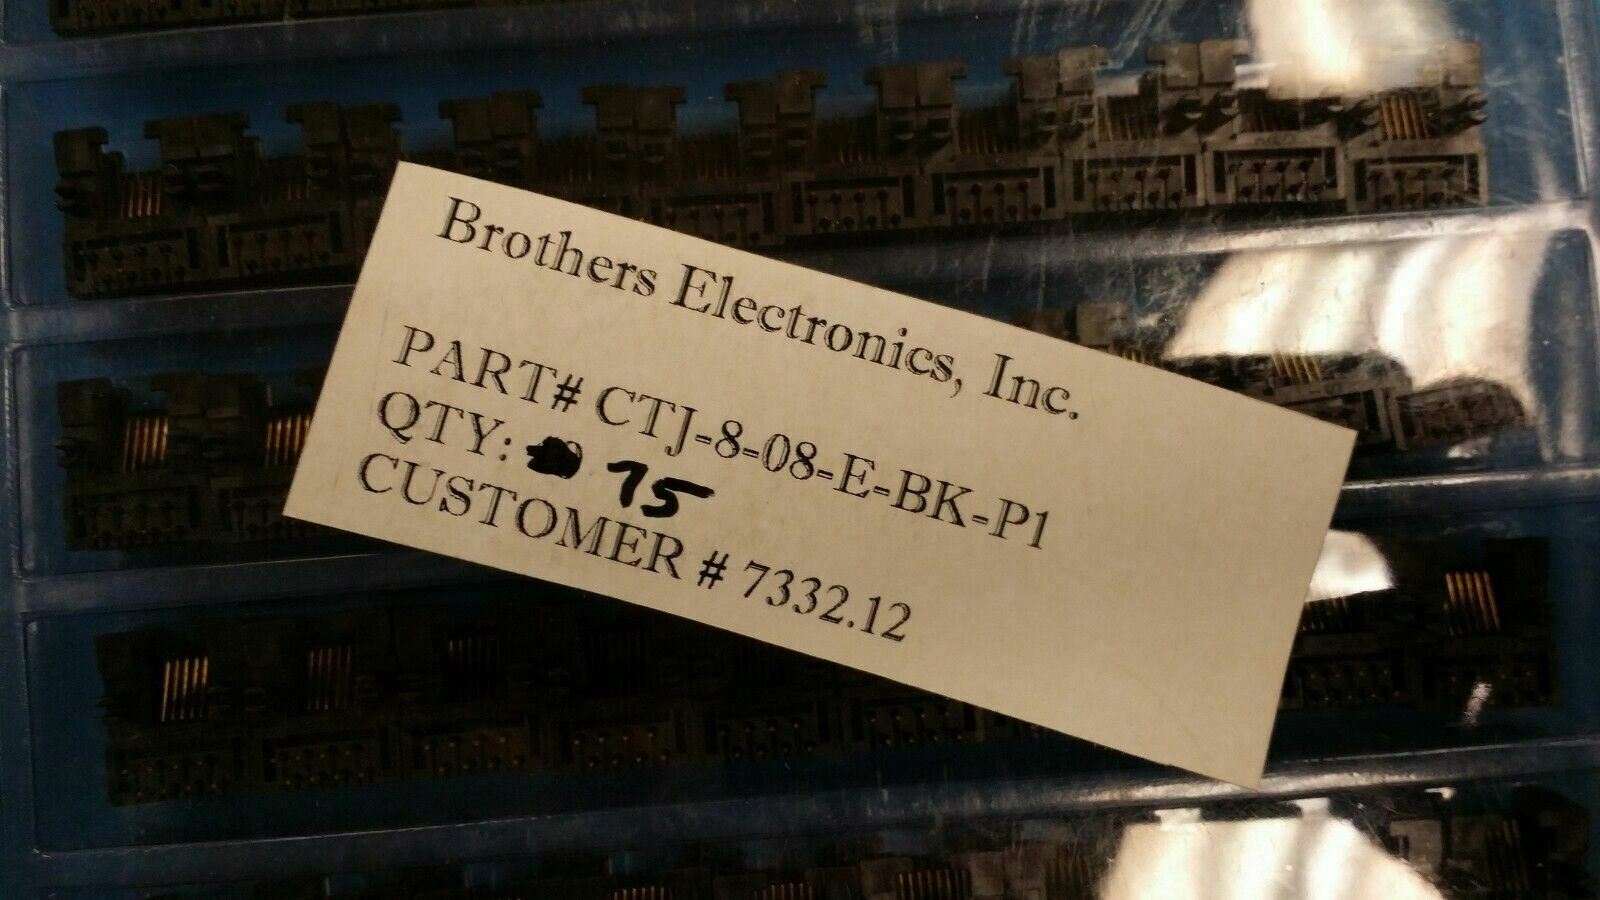 Brothers Electronics, Inc.
PART# CTJ-8-08-E-BK-P1
QTY: 75
CUSTOMER # 7332.12